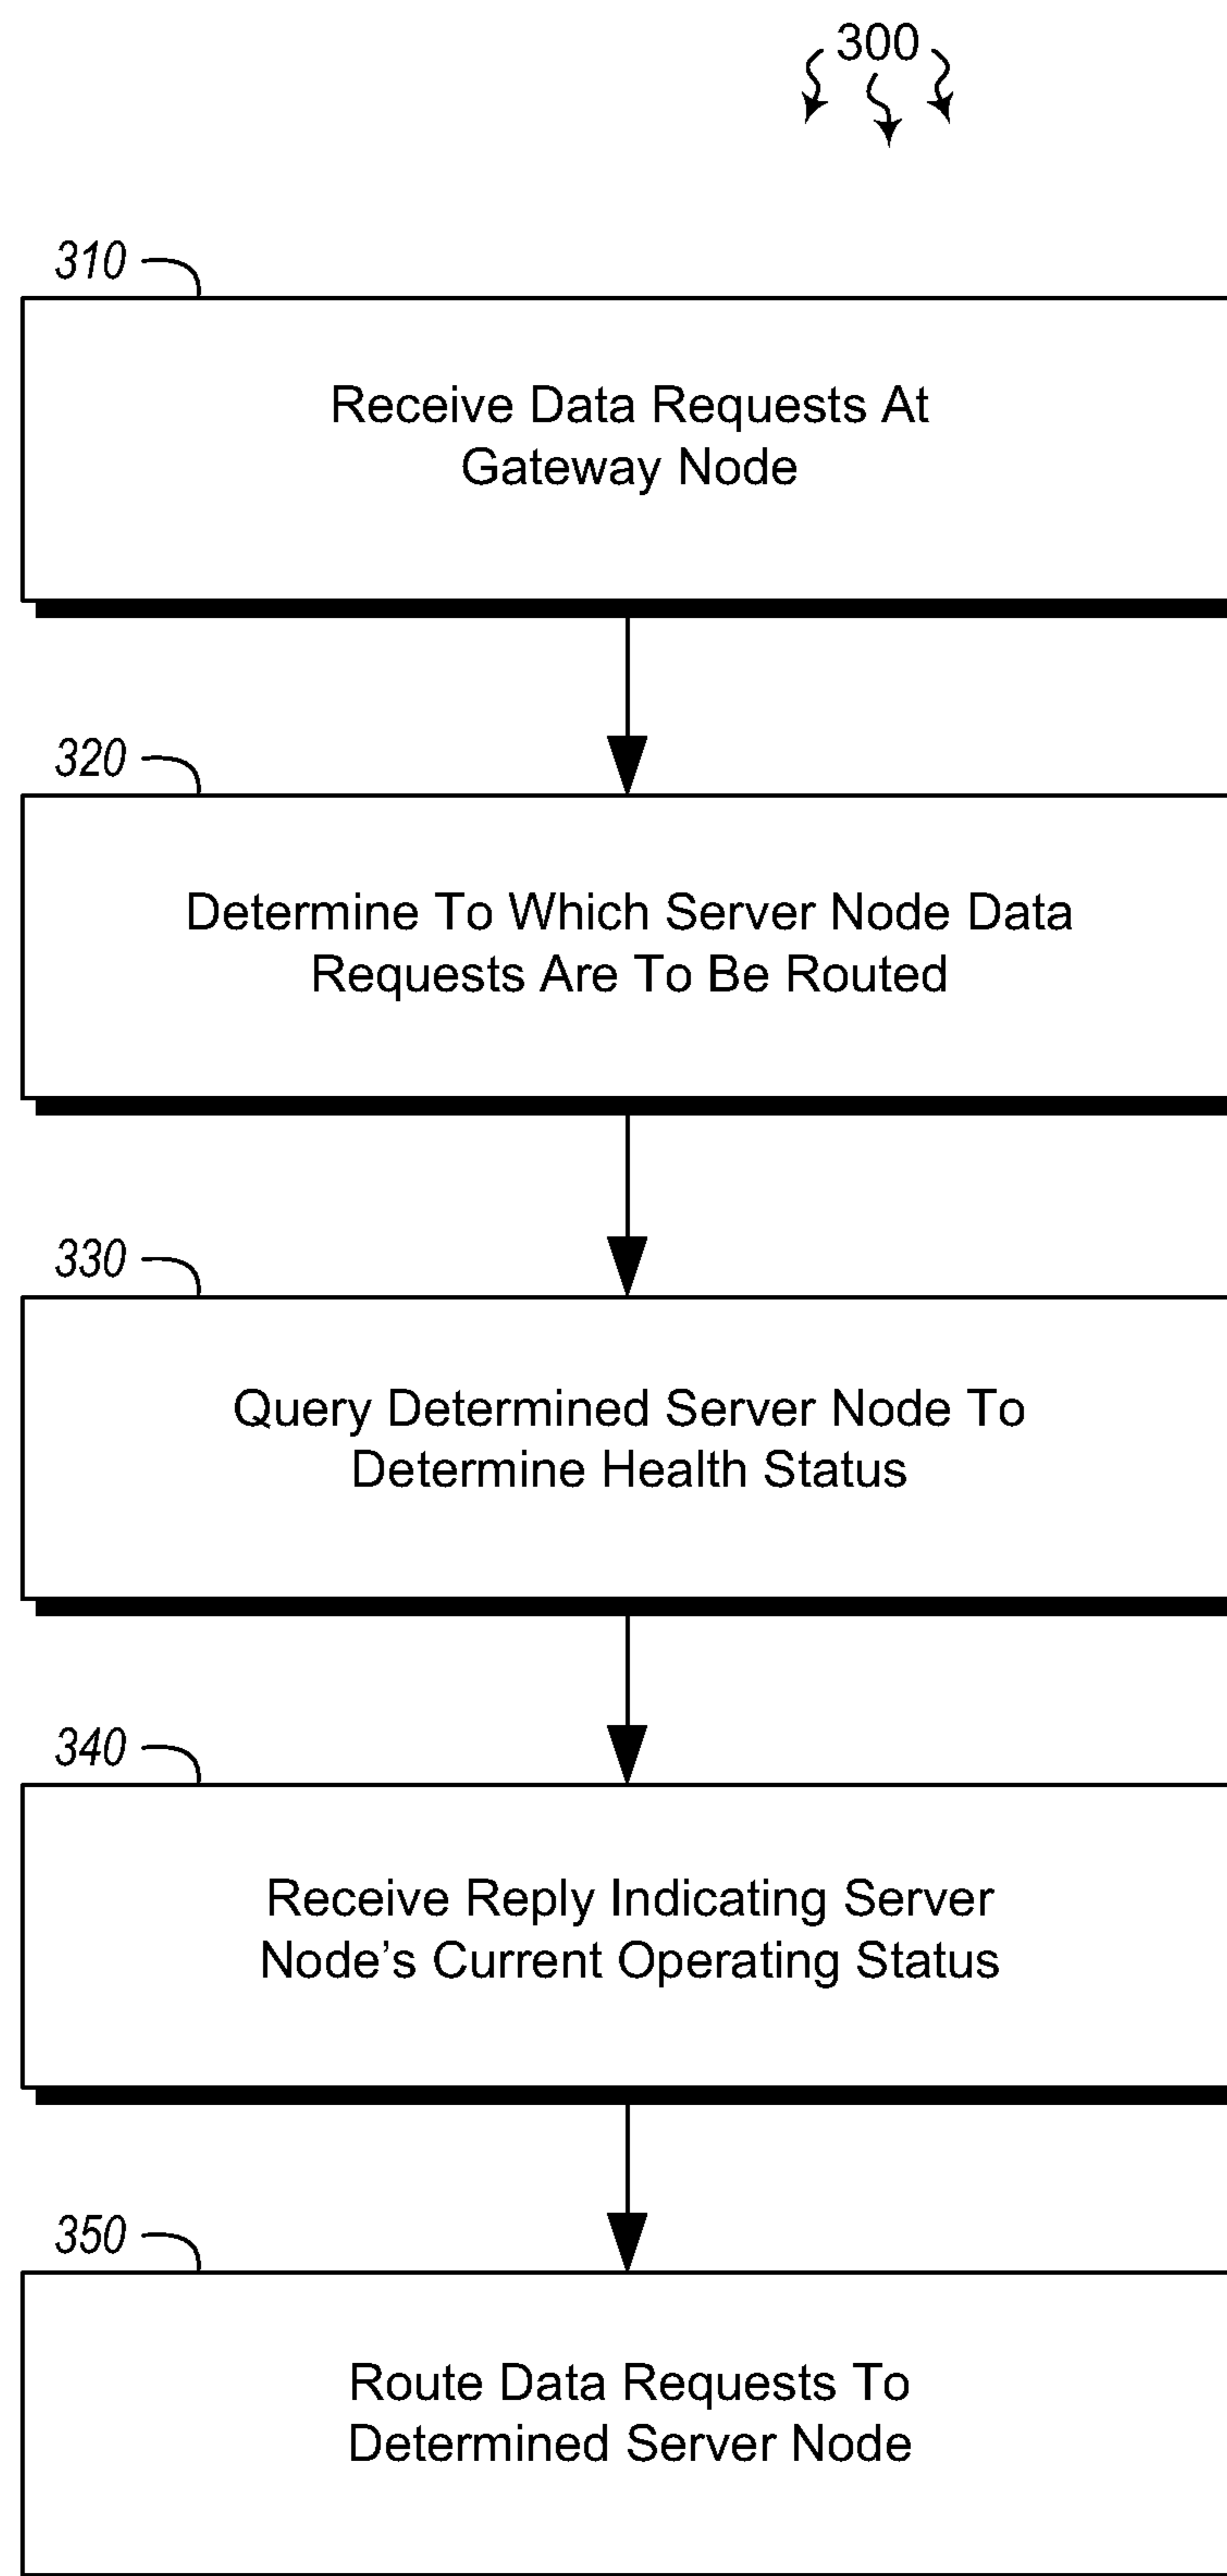 300
310
Receive Data Requests At
Gateway Node
320
Determine To Which Server Node Data
Requests Are To Be Routed
330
Query Determined Server Node To
Determine Health Status
340
Receive Reply Indicating Server
Node’s Current Operating Status
350
Route Data Requests To
Determined Server Node